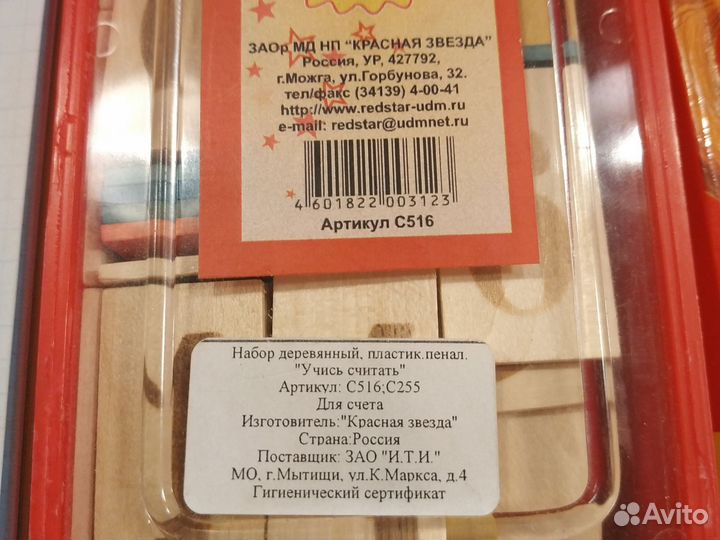 ЗАОр МД НП "КРАСНАЯ ЗВЕЗДА"
Россия, УР, 427792,
г.Можга, ул.Горбунова, 32.
тел/факс (34139) 4-00-41
http://www.redstar-udm.ru
e-mail: redstar@udmnet.ru
4 601822 003123
Артикул С516
Набор деревянный, пластик.пенал.
"Учись считать"
Артикул: С516;С255
Для счета
Изготовитель:"Красная звезда"
Страна:Россия
Поставщик: ЗАО "И.Т.И."
МО, г.Мытищи, ул.К.Маркса, д.4
Гигиенический сертификат
Avito